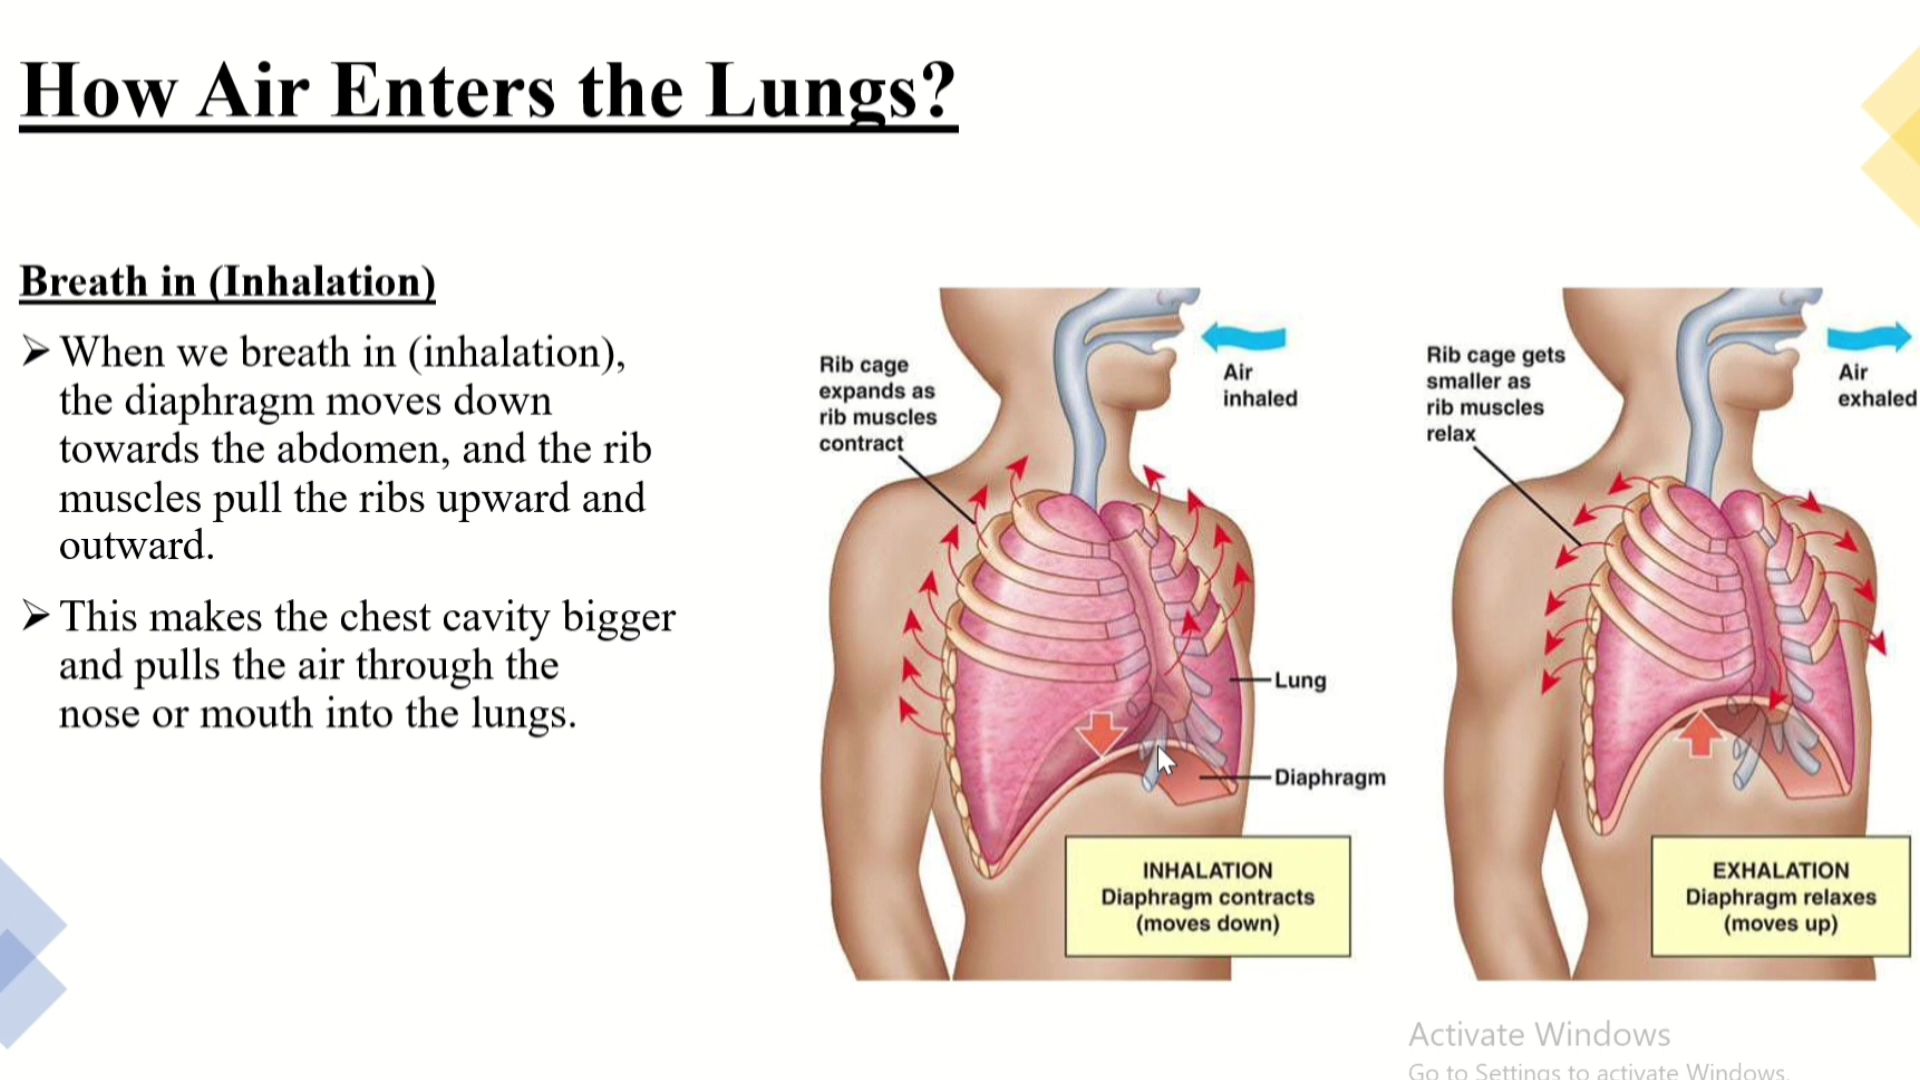 How Air Enters the Lungs?
Breath in (Inhalation)
When we breath in (inhalation),
the diaphragm moves down
towards the abdomen, and the rib
muscles pull the ribs upward and
outward.
This makes the chest cavity bigger
and pulls the air through the
nose or mouth into the lungs.
Rib cage
expands as
rib muscles
contract
Air
inhaled
Lung
Diaphragm
INHALATION
Diaphragm contracts
(moves down)
Rib cage gets
smaller as
rib muscles
relax
Air
exhaled
EXHALATION
Diaphragm relaxes
(moves up)
Activate Windows
Go to Settings to activate Windows.